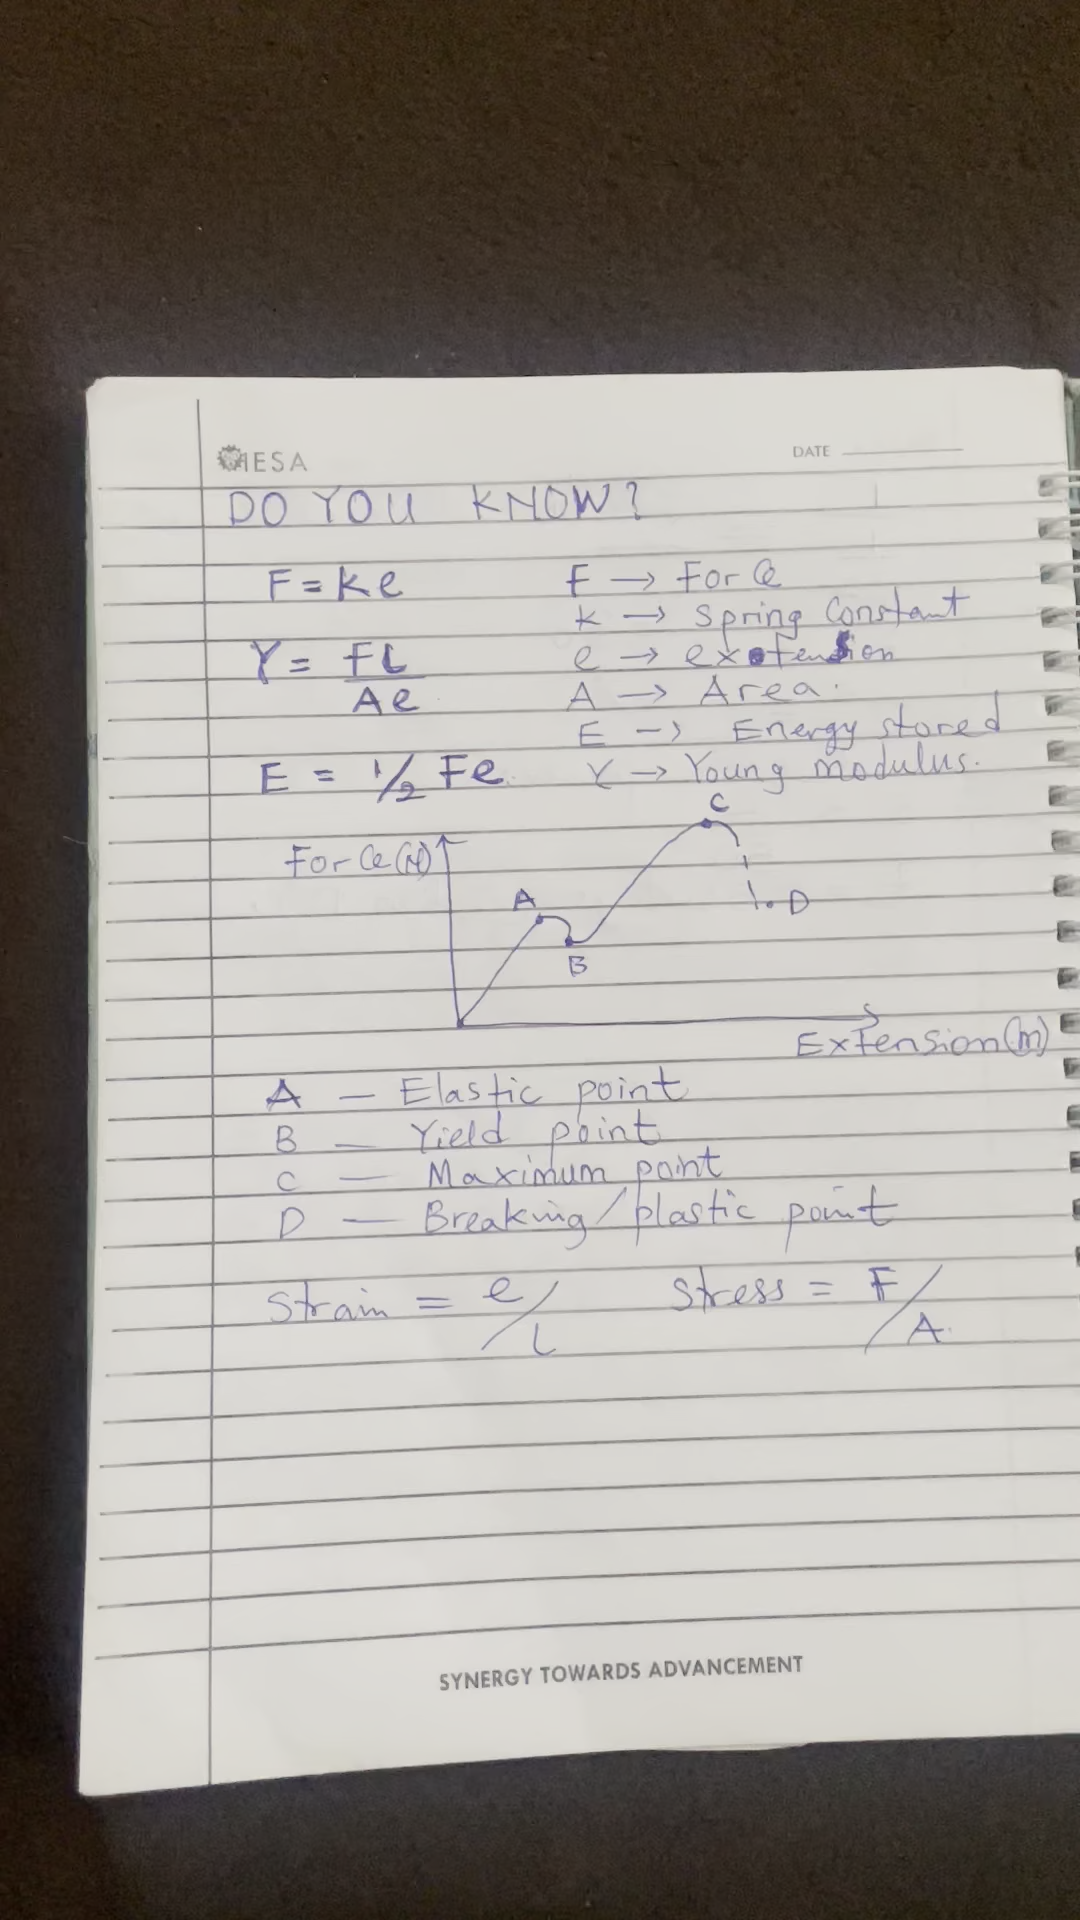 IESA
DATE
DO YOU KNOW?
F = ke
F → Force
k → Spring Constant
Y = FL/Ae
e → extension
A → Area.
E → Energy stored
E = 1/2 Fe.
Y → Young modulus.
C
Force (N)
A
D
B
Extension (m)
A — Elastic point
B — Yield point
C — Maximum point
D — Breaking/plastic point
Strain = e/L
Stress = F/A.
SYNERGY TOWARDS ADVANCEMENT